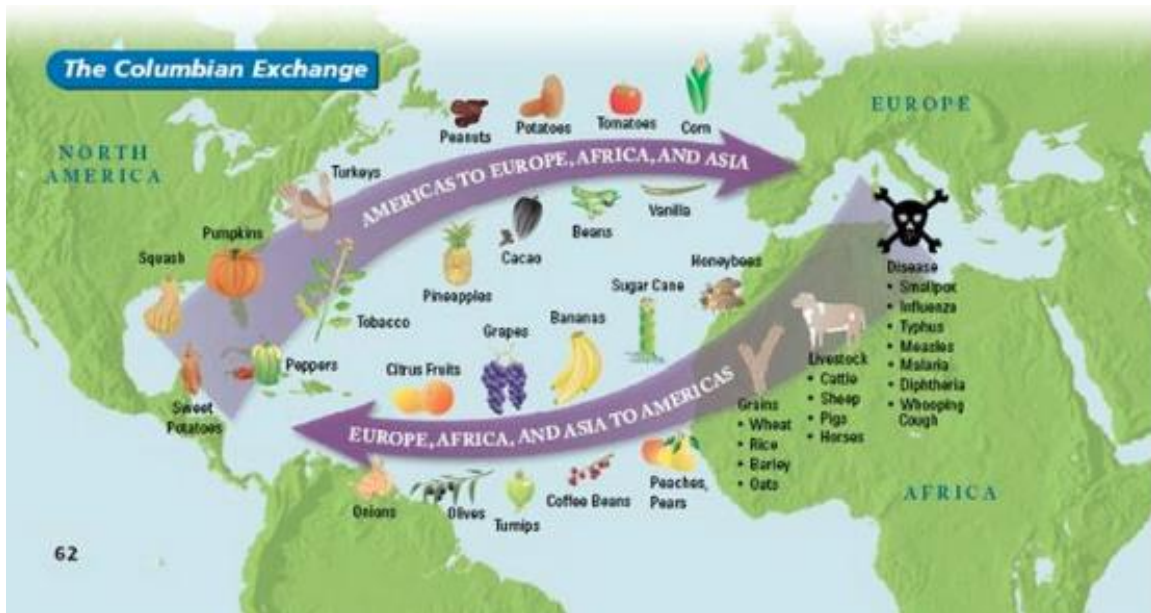 The Columbian Exchange
NORTH
AMERICA
EUROPE
AFRICA
Peanuts
Potatoes
Tomatoes
Corn
AMERICAS TO EUROPE, AFRICA, AND ASIA
Turkeys
Pumpkins
Squash
Tobacco
Peppers
Sweet
Potatoes
Pineapples
Cacao
Beans
Vanilla
Honeybees
Sugar Cane
Bananas
Grapes
Citrus Fruits
EUROPE, AFRICA, AND ASIA TO AMERICAS
Onions
Olives
Turnips
Coffee Beans
Peaches,
Pears
Grains
• Wheat
• Rice
• Barley
• Oats
Livestock
• Cattle
• Sheep
• Pigs
• Horses
Disease
• Smallpox
• Influenza
• Typhus
• Measles
• Malaria
• Diphtheria
• Whooping
Cough
62